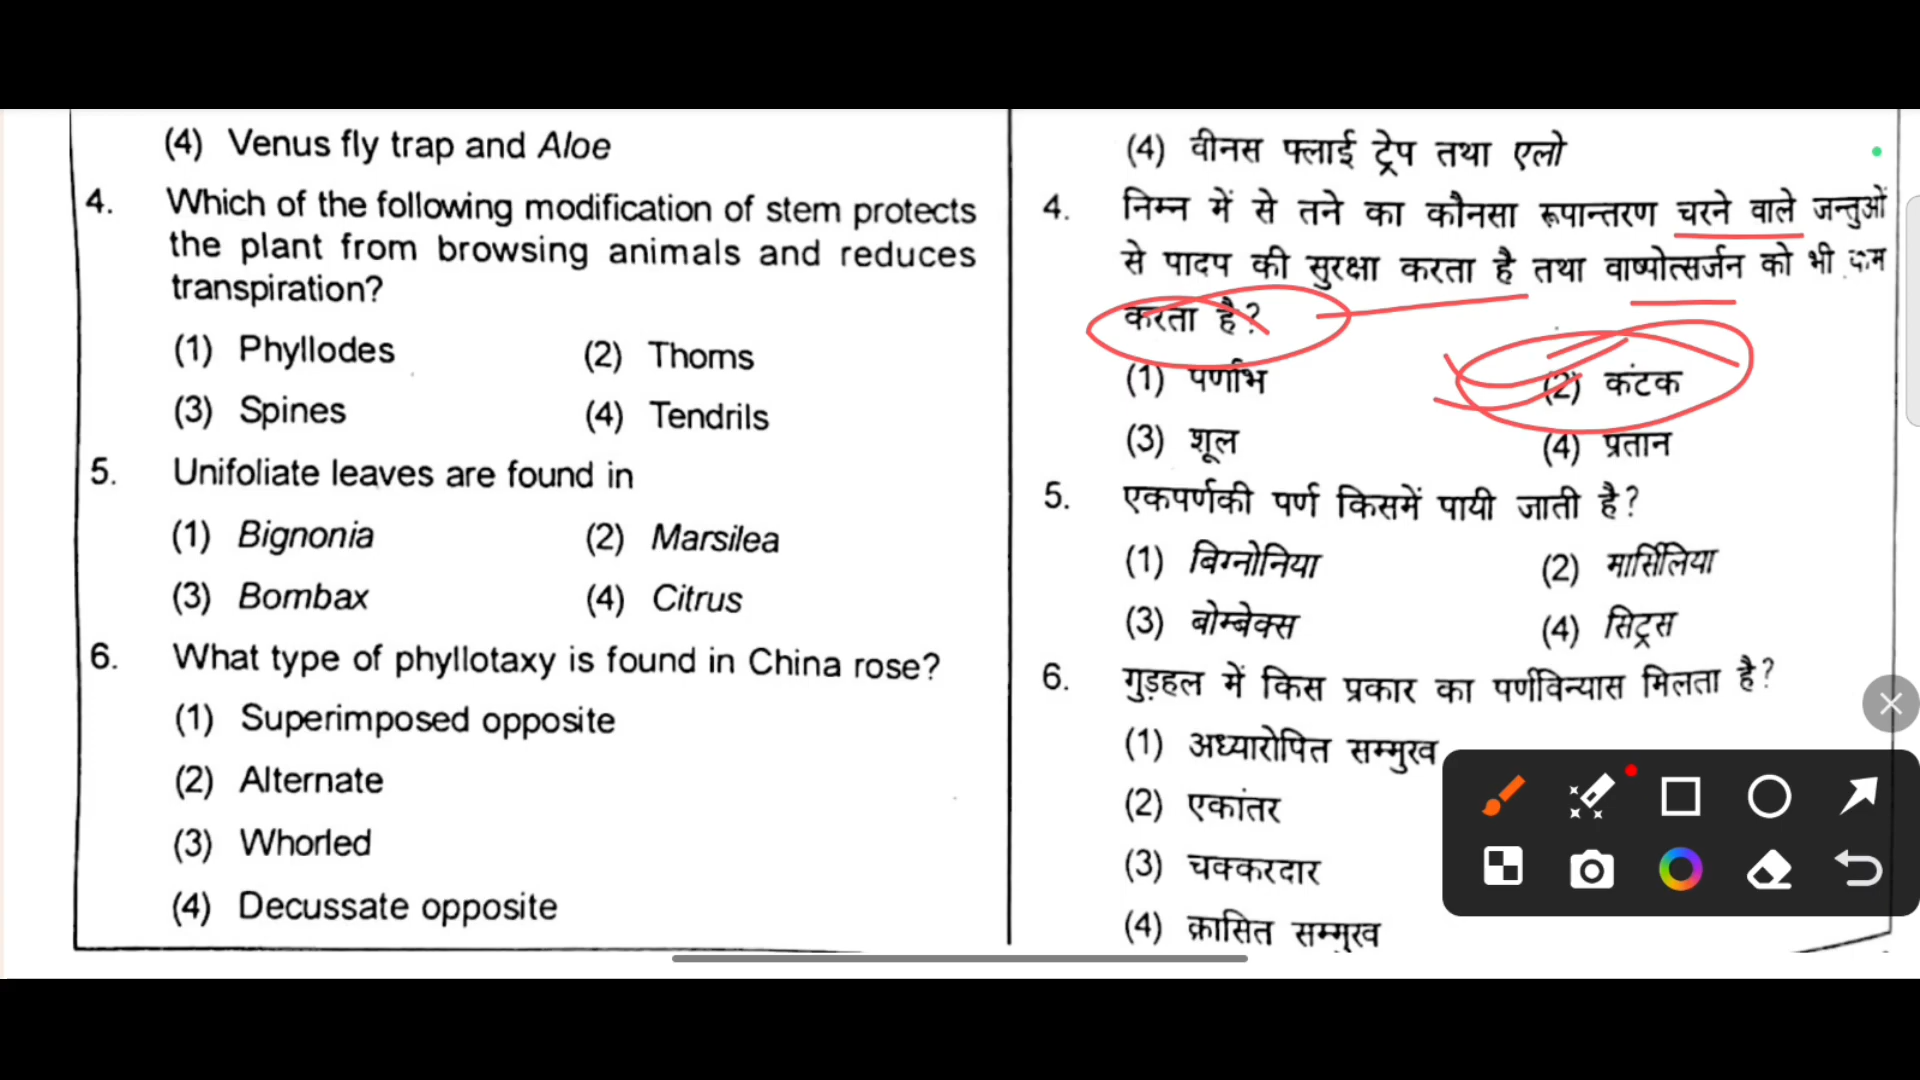 (4) Venus fly trap and Aloe
4. Which of the following modification of stem protects
the plant from browsing animals and reduces
transpiration?
(1) Phyllodes (2) Thoms
(3) Spines (4) Tendrils
5. Unifoliate leaves are found in
(1) Bignonia (2) Marsilea
(3) Bombax (4) Citrus
6. What type of phyllotaxy is found in China rose?
(1) Superimposed opposite
(2) Alternate
(3) Whorled
(4) Decussate opposite
(4) वीनस फ्लाई ट्रेप तथा एलो
4. निम्न में से तने का कौनसा रूपान्तरण चरने वाले जन्तुओं
से पादप की सुरक्षा करता है तथा वाष्पोत्सर्जन को भी कम
करता है?
(1) पर्णाभ (2) कंटक
(3) शूल (4) प्रतान
5. एकपर्णकी पर्ण किसमें पायी जाती है?
(1) बिग्नोनिया (2) मार्सिलिया
(3) बोम्बेक्स (4) सिट्रस
6. गुड़हल में किस प्रकार का पर्णविन्यास मिलता है?
(1) अध्यारोपित सम्मुख
(2) एकांतर
(3) चक्करदार
(4) क्रासित सम्मुख